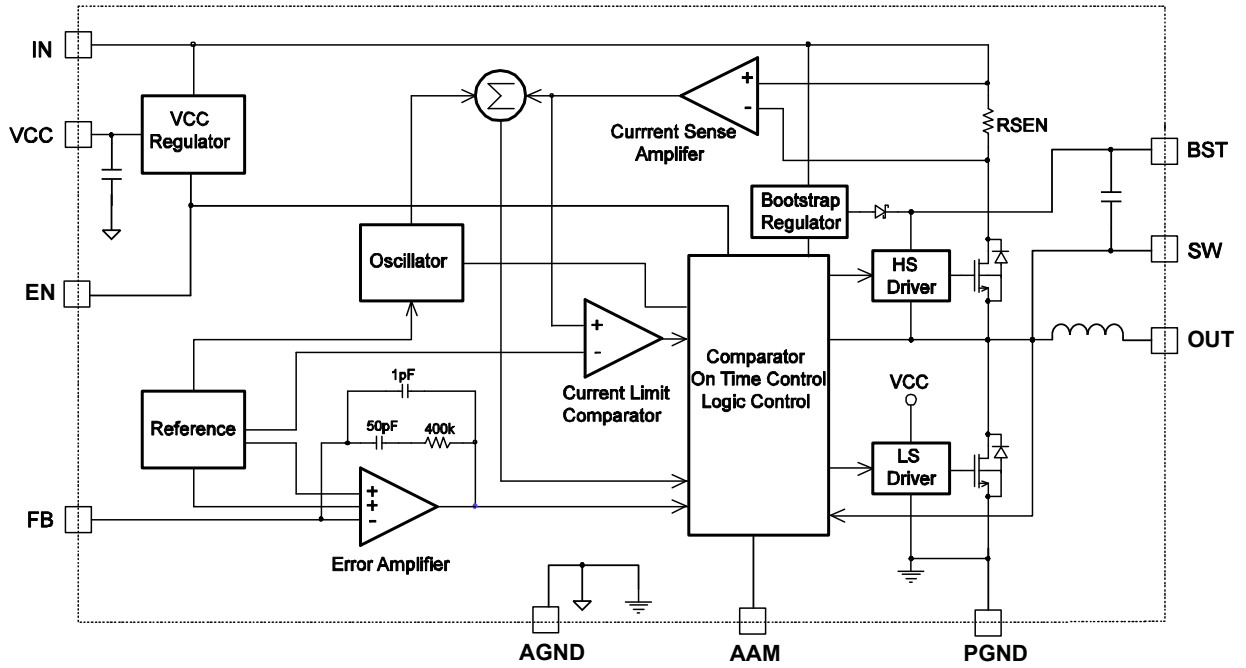 IN
VCC
Regulator
VCC
Σ
+
-
Currrent Sense
Amplifer
RSEN
BST
Bootstrap
Regulator
SW
EN
Oscillator
HS
Driver
+
-
Current Limit
Comparator
Comparator
On Time Control
Logic Control
OUT
1pF
50pF
400k
VCC
Reference
LS
Driver
FB
+
+
-
Error Amplifier
AGND
AAM
PGND